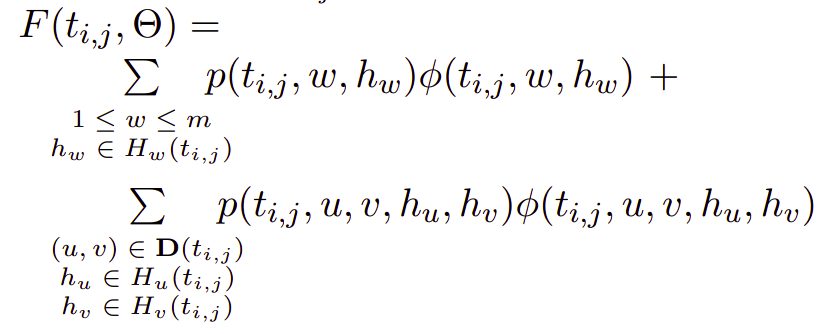 F(t_{i,j}, Θ) =
∑ p(t_{i,j}, w, h_w)ϕ(t_{i,j}, w, h_w) +
1 ≤ w ≤ m
h_w ∈ H_w(t_{i,j})
∑ p(t_{i,j}, u, v, h_u, h_v)ϕ(t_{i,j}, u, v, h_u, h_v)
(u, v) ∈ D(t_{i,j})
h_u ∈ H_u(t_{i,j})
h_v ∈ H_v(t_{i,j})